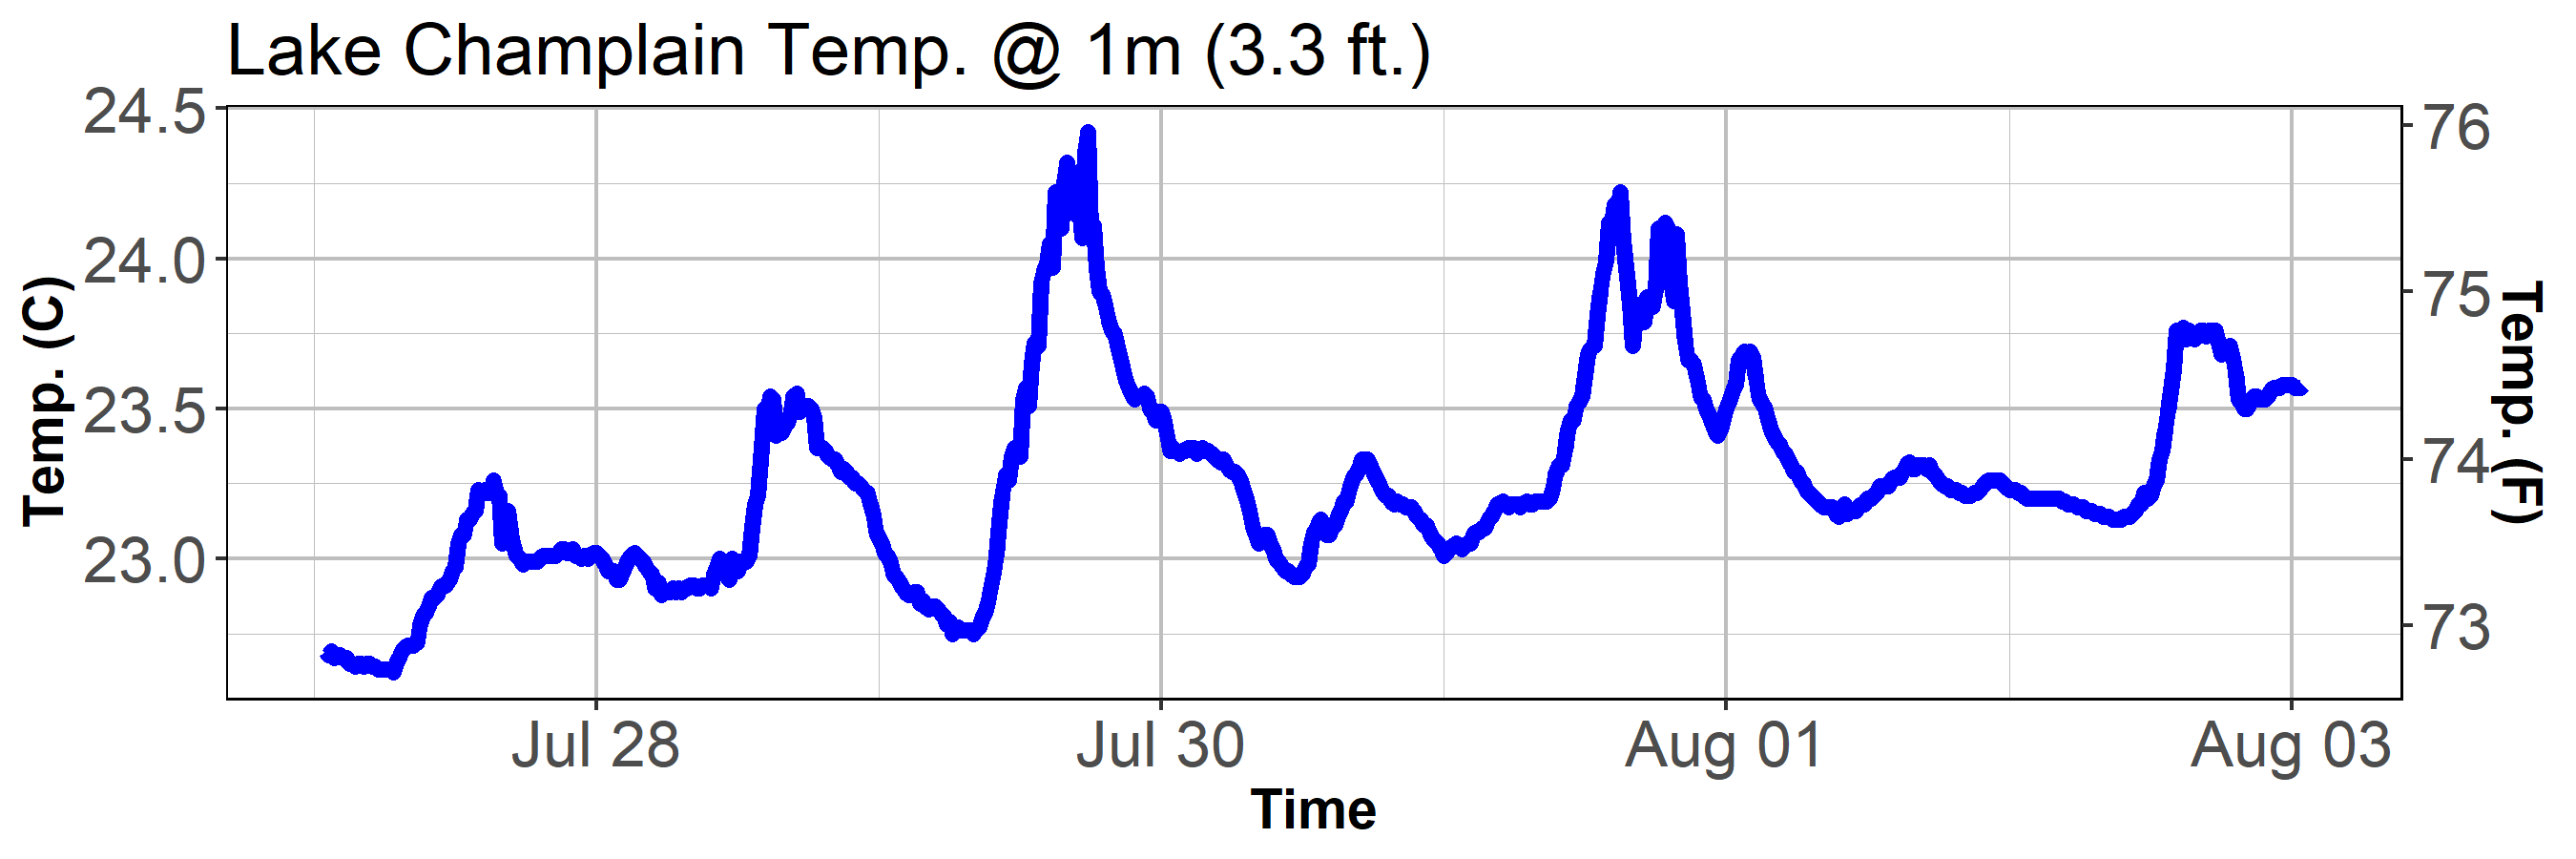 Lake Champlain Temp. @ 1m (3.3 ft.)
24.5
24.0
23.5
23.0
Temp. (C)
76
75
74
73
Temp. (F)
Jul 28
Jul 30
Aug 01
Aug 03
Time